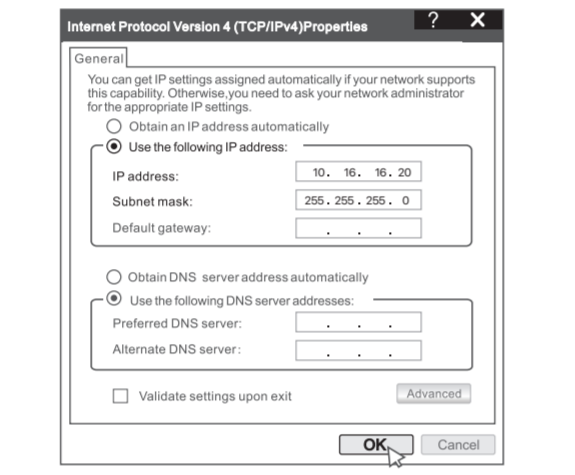 Internet Protocol Version 4 (TCP/IPv4)Properties ? X
General
You can get IP settings assigned automatically if your network supports
this capability. Otherwise,you need to ask your network administrator
for the appropriate IP settings.
Obtain an IP address automatically
Use the following IP address:
IP address: 10. 16. 16. 20
Subnet mask: 255. 255. 255. 0
Default gateway: . . .
Obtain DNS server address automatically
Use the following DNS server addresses:
Preferred DNS server: . . .
Alternate DNS server: . . .
Validate settings upon exit Advanced
OK Cancel